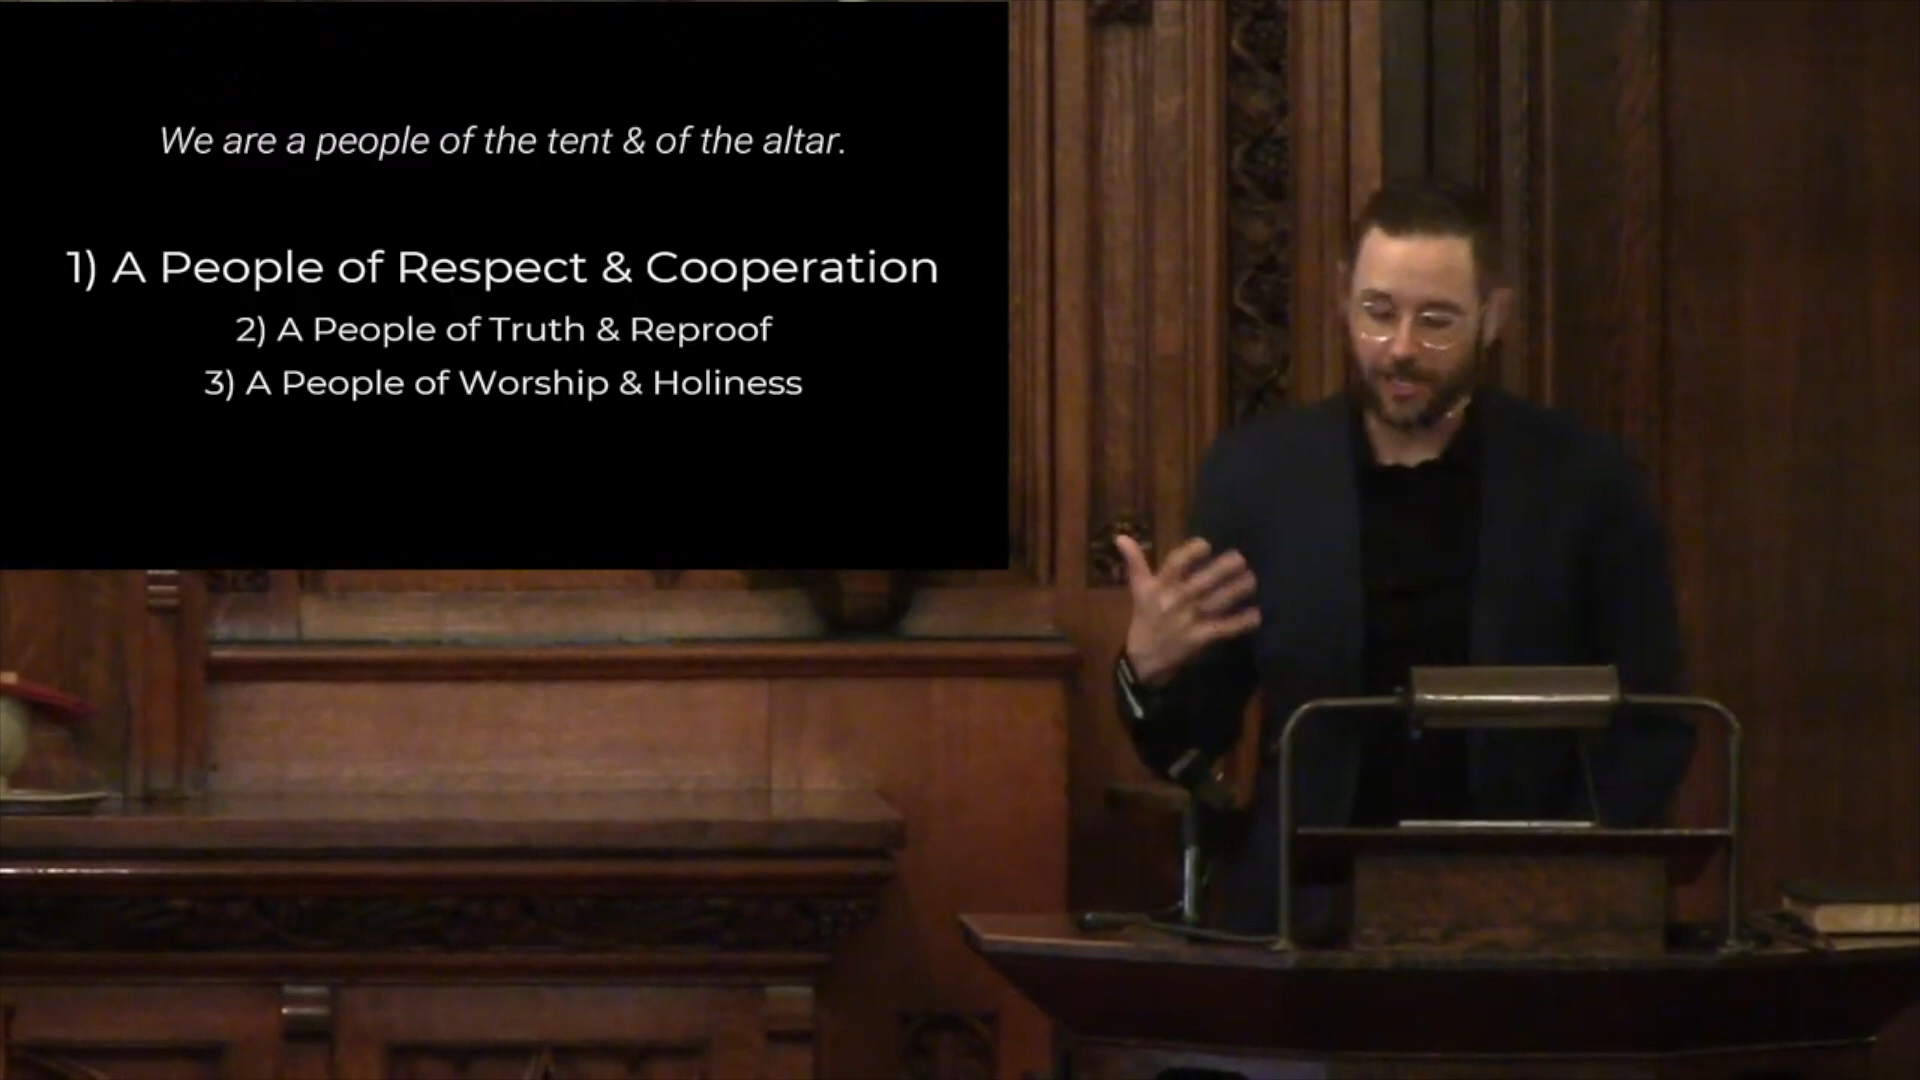 We are a people of the tent & of the altar.
1) A People of Respect & Cooperation
2) A People of Truth & Reproof
3) A People of Worship & Holiness